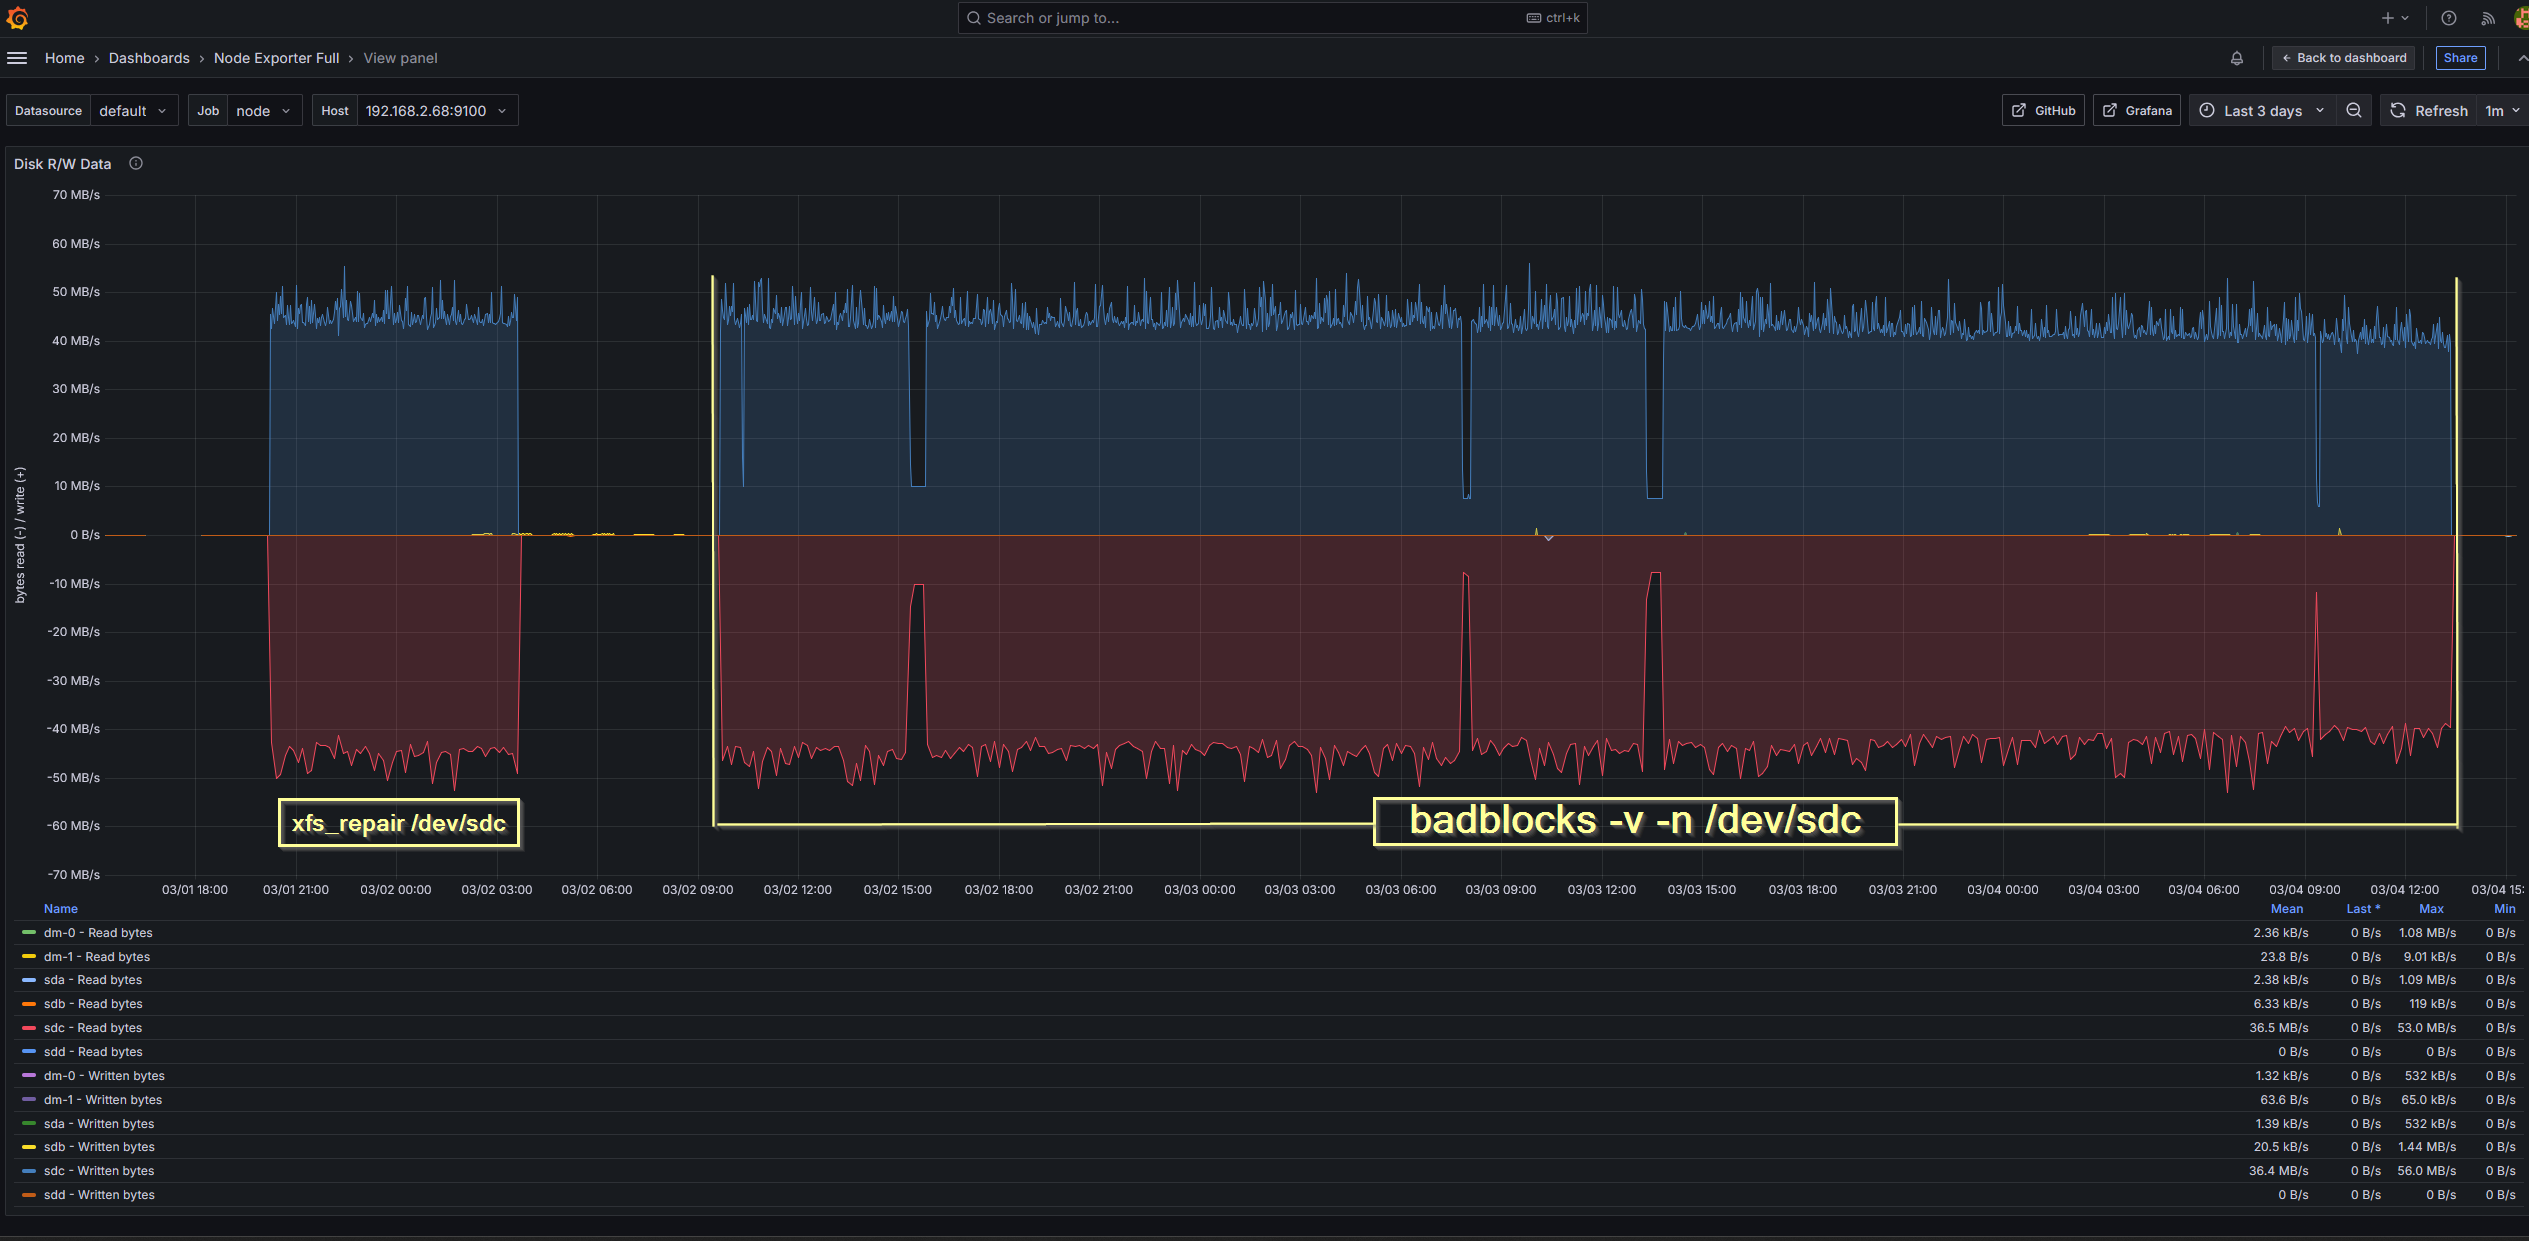 Search or jump to...
ctrl+k
Home › Dashboards › Node Exporter Full › View panel
Back to dashboard
Share
Datasource default Job node Host 192.168.2.68:9100
GitHub Grafana Last 3 days Refresh 1m
Disk R/W Data
bytes read (-) / write (+)
70 MB/s
60 MB/s
50 MB/s
40 MB/s
30 MB/s
20 MB/s
10 MB/s
0 B/s
-10 MB/s
-20 MB/s
-30 MB/s
-40 MB/s
-50 MB/s
-60 MB/s
-70 MB/s
xfs_repair /dev/sdc
badblocks -v -n /dev/sdc
03/01 18:00 03/01 21:00 03/02 00:00 03/02 03:00 03/02 06:00 03/02 09:00 03/02 12:00 03/02 15:00 03/02 18:00 03/02 21:00 03/03 00:00 03/03 03:00 03/03 06:00 03/03 09:00 03/03 12:00 03/03 15:00 03/03 18:00 03/03 21:00 03/04 00:00 03/04 03:00 03/04 06:00 03/04 09:00 03/04 12:00 03/04 15:
Name Mean Last * Max Min
dm-0 - Read bytes 2.36 kB/s 0 B/s 1.08 MB/s 0 B/s
dm-1 - Read bytes 23.8 B/s 0 B/s 9.01 kB/s 0 B/s
sda - Read bytes 2.38 kB/s 0 B/s 1.09 MB/s 0 B/s
sdb - Read bytes 6.33 kB/s 0 B/s 119 kB/s 0 B/s
sdc - Read bytes 36.5 MB/s 0 B/s 53.0 MB/s 0 B/s
sdd - Read bytes 0 B/s 0 B/s 0 B/s 0 B/s
dm-0 - Written bytes 1.32 kB/s 0 B/s 532 kB/s 0 B/s
dm-1 - Written bytes 63.6 B/s 0 B/s 65.0 kB/s 0 B/s
sda - Written bytes 1.39 kB/s 0 B/s 532 kB/s 0 B/s
sdb - Written bytes 20.5 kB/s 0 B/s 1.44 MB/s 0 B/s
sdc - Written bytes 36.4 MB/s 0 B/s 56.0 MB/s 0 B/s
sdd - Written bytes 0 B/s 0 B/s 0 B/s 0 B/s